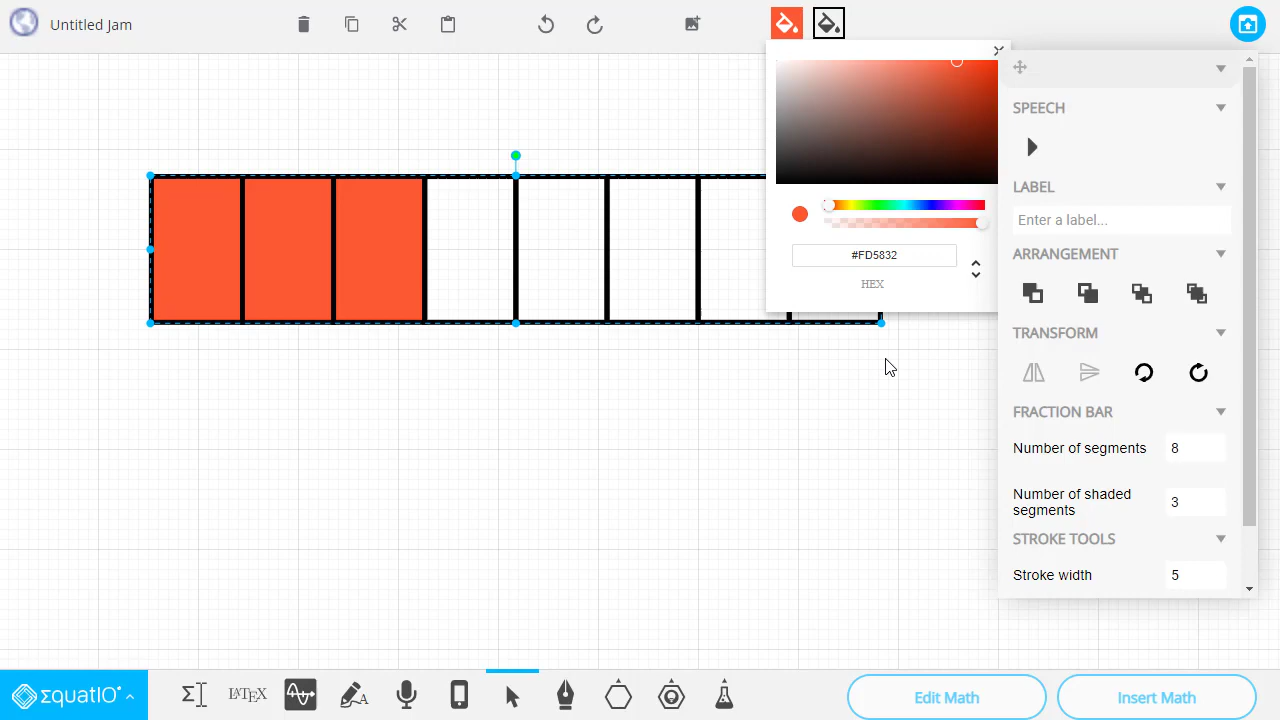 Untitled Jam
SPEECH
LABEL
Enter a label...
ARRANGEMENT
#FD5832
HEX
TRANSFORM
FRACTION BAR
Number of segments 8
Number of shaded
segments 3
STROKE TOOLS
Stroke width 5
ΣquatIO
Σ LATEX A Edit Math Insert Math